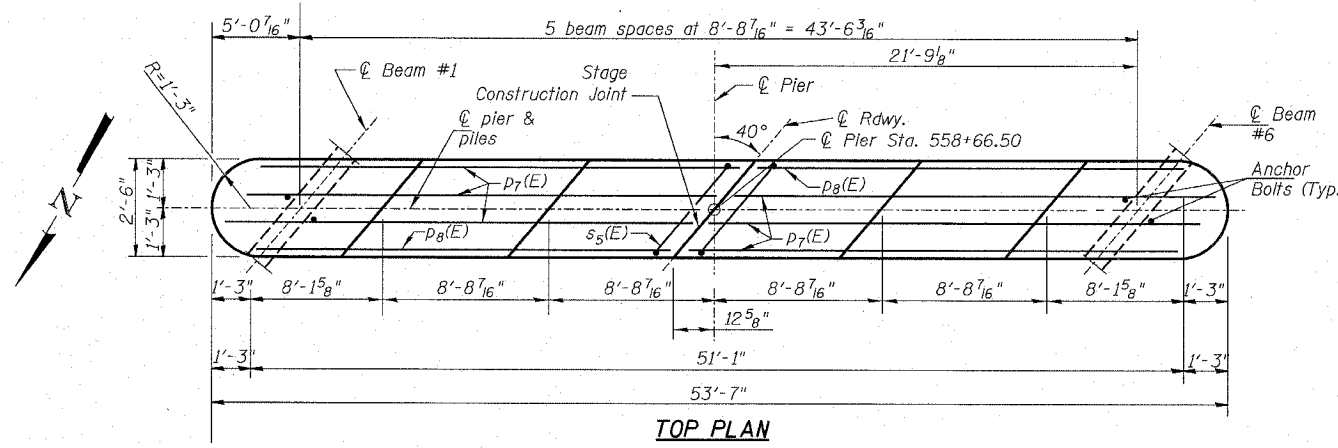 5'-0 7/16"
5 beam spaces at 8'-8 7/16" = 43'-6 3/16"
21'-9 1/8"
R=1'-3"
℄ Beam #1
Stage
Construction Joint
℄ Pier
℄ Rdwy.
℄ pier &
piles
40°
℄ Pier Sta. 558+66.50
℄ Beam
#6
Anchor
Bolts (Typ.
N
2'-6"
1'-3"
1'-3"
p7(E)
p8(E)
p8(E)
s5(E)
p7(E)
p7(E)
1'-3"
8'-1 5/8"
8'-8 7/16"
8'-8 7/16"
8'-8 7/16"
8'-8 7/16"
8'-1 5/8"
1'-3"
12 5/8"
1'-3"
51'-1"
1'-3"
53'-7"
TOP PLAN